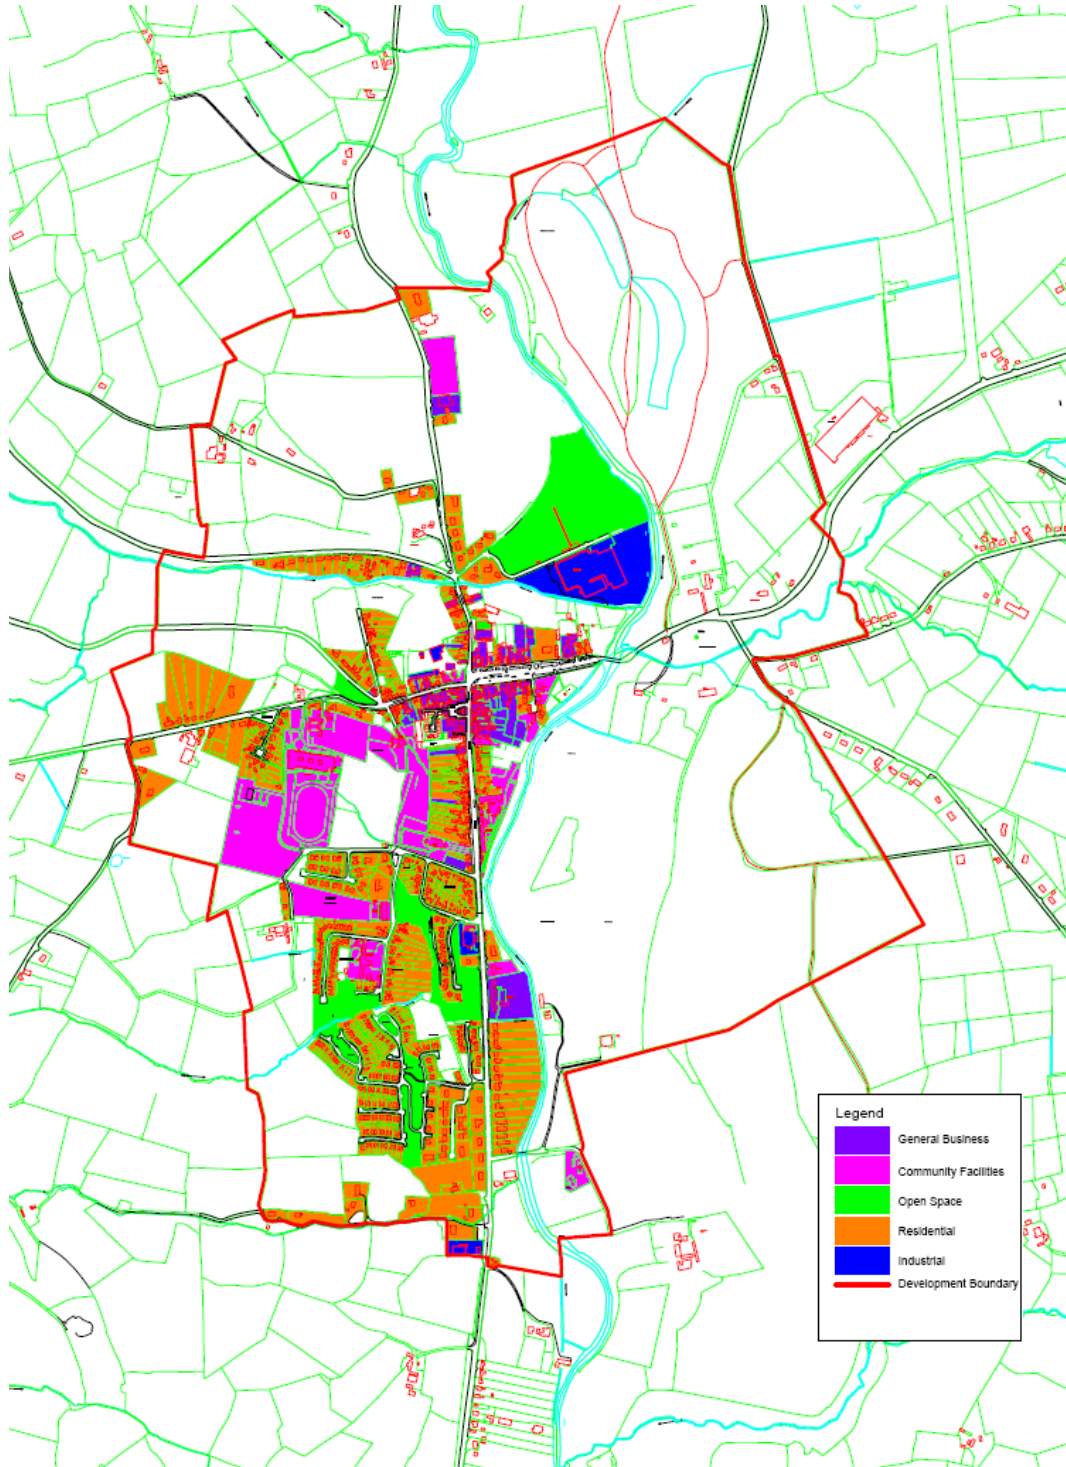 Legend
General Business
Community Facilities
Open Space
Residential
Industrial
Development Boundary